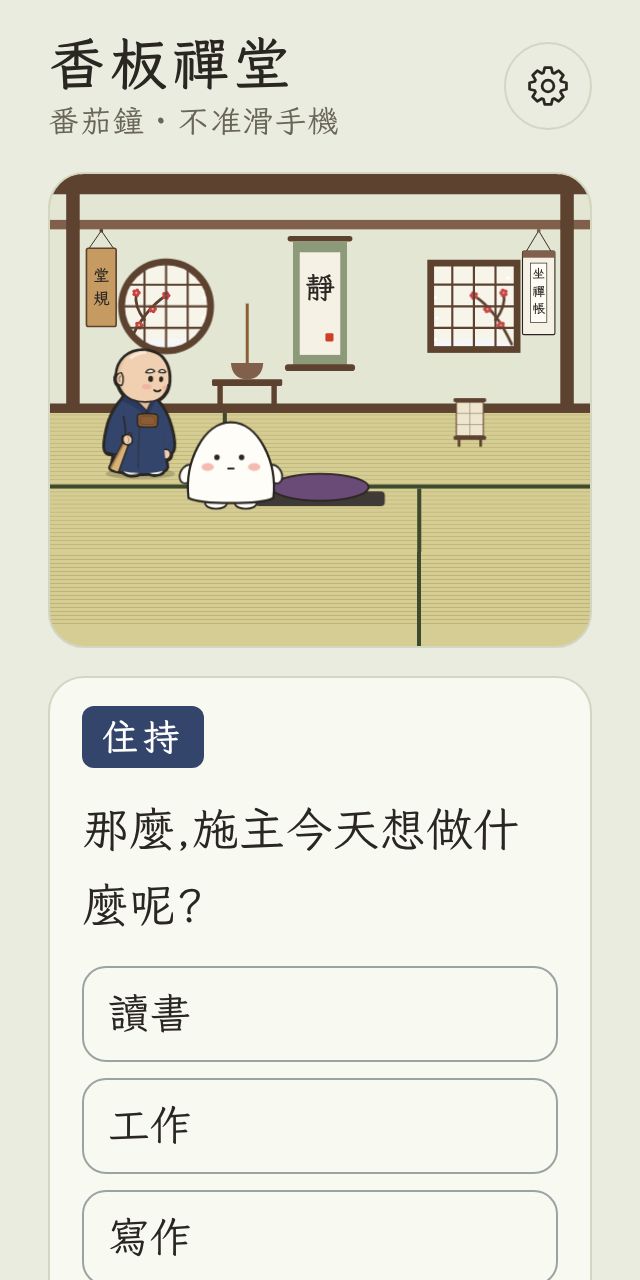 香板禪堂
番茄鐘・不准滑手機
堂規
靜
坐禪帳
住持
那麼,施主今天想做什
麼呢?
讀書
工作
寫作